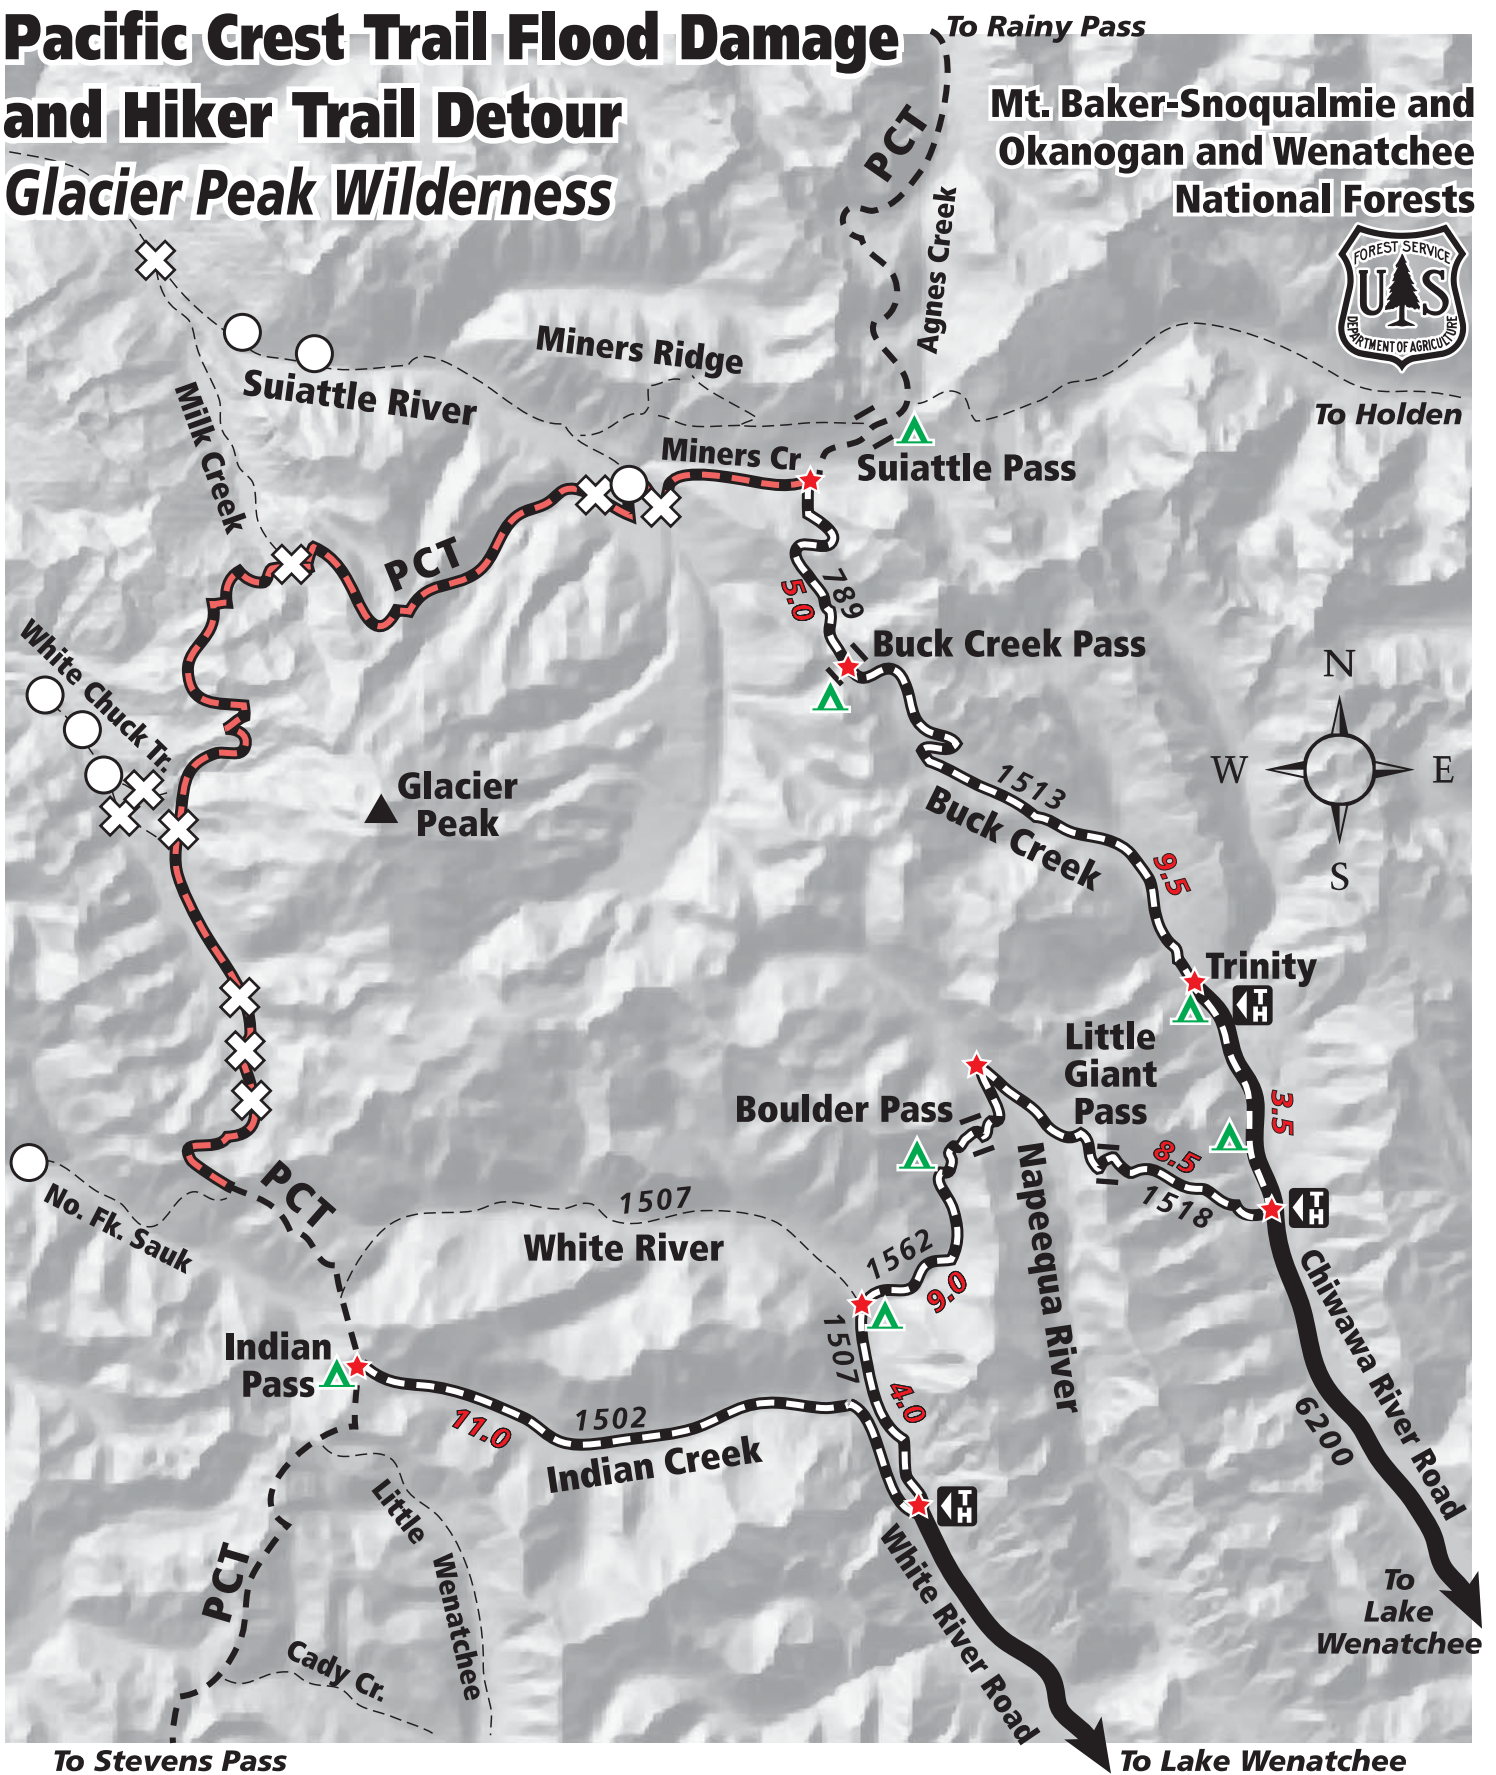 Pacific Crest Trail Flood Damage
and Hiker Trail Detour
Glacier Peak Wilderness
To Rainy Pass
Mt. Baker-Snoqualmie and
Okanogan and Wenatchee
National Forests
FOREST SERVICE
U S
DEPARTMENT OF AGRICULTURE
PCT
Agnes Creek
Miners Ridge
Suiattle River
Milk Creek
To Holden
Miners Cr
Suiattle Pass
PCT
5.0
789
Buck Creek Pass
White Chuck Tr.
N
W
E
S
Glacier
Peak
1513
Buck Creek
9.5
Trinity
TH
Little
Giant
Pass
Boulder Pass
3.5
8.5
1518
TH
Napeequa River
PCT
No. Fk. Sauk
1507
White River
1562
9.0
Chiwawa River Road
6200
Indian
Pass
1507
4.0
11.0
1502
Indian Creek
TH
White River Road
Little
Wenatchee
PCT
Cady Cr.
To
Lake
Wenatchee
To Stevens Pass
To Lake Wenatchee